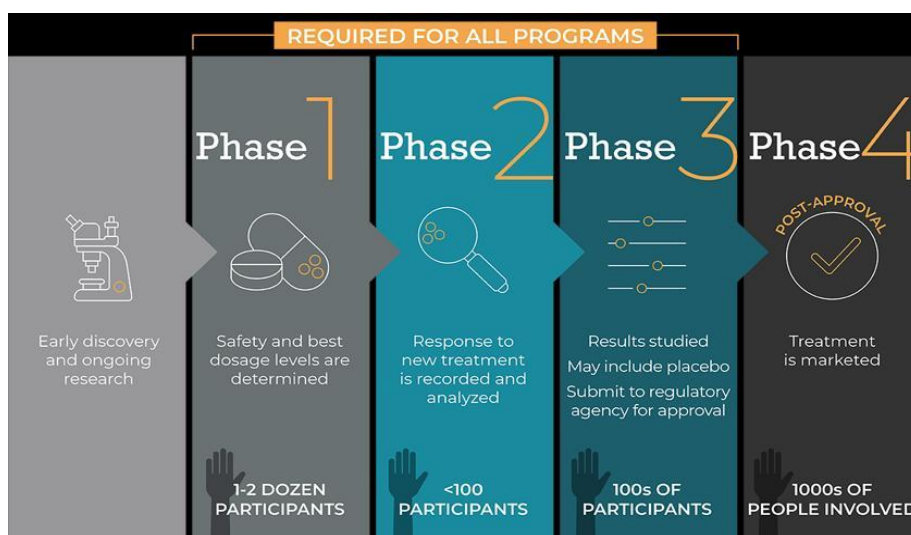 REQUIRED FOR ALL PROGRAMS
Early discovery
and ongoing
research
Phase 1
Safety and best
dosage levels are
determined
1-2 DOZEN
PARTICIPANTS
Phase 2
Response to
new treatment
is recorded and
analyzed
<100
PARTICIPANTS
Phase 3
Results studied
May include placebo
Submit to regulatory
agency for approval
100s OF
PARTICIPANTS
Phase 4
POST-APPROVAL
Treatment
is marketed
1000s OF
PEOPLE INVOLVED